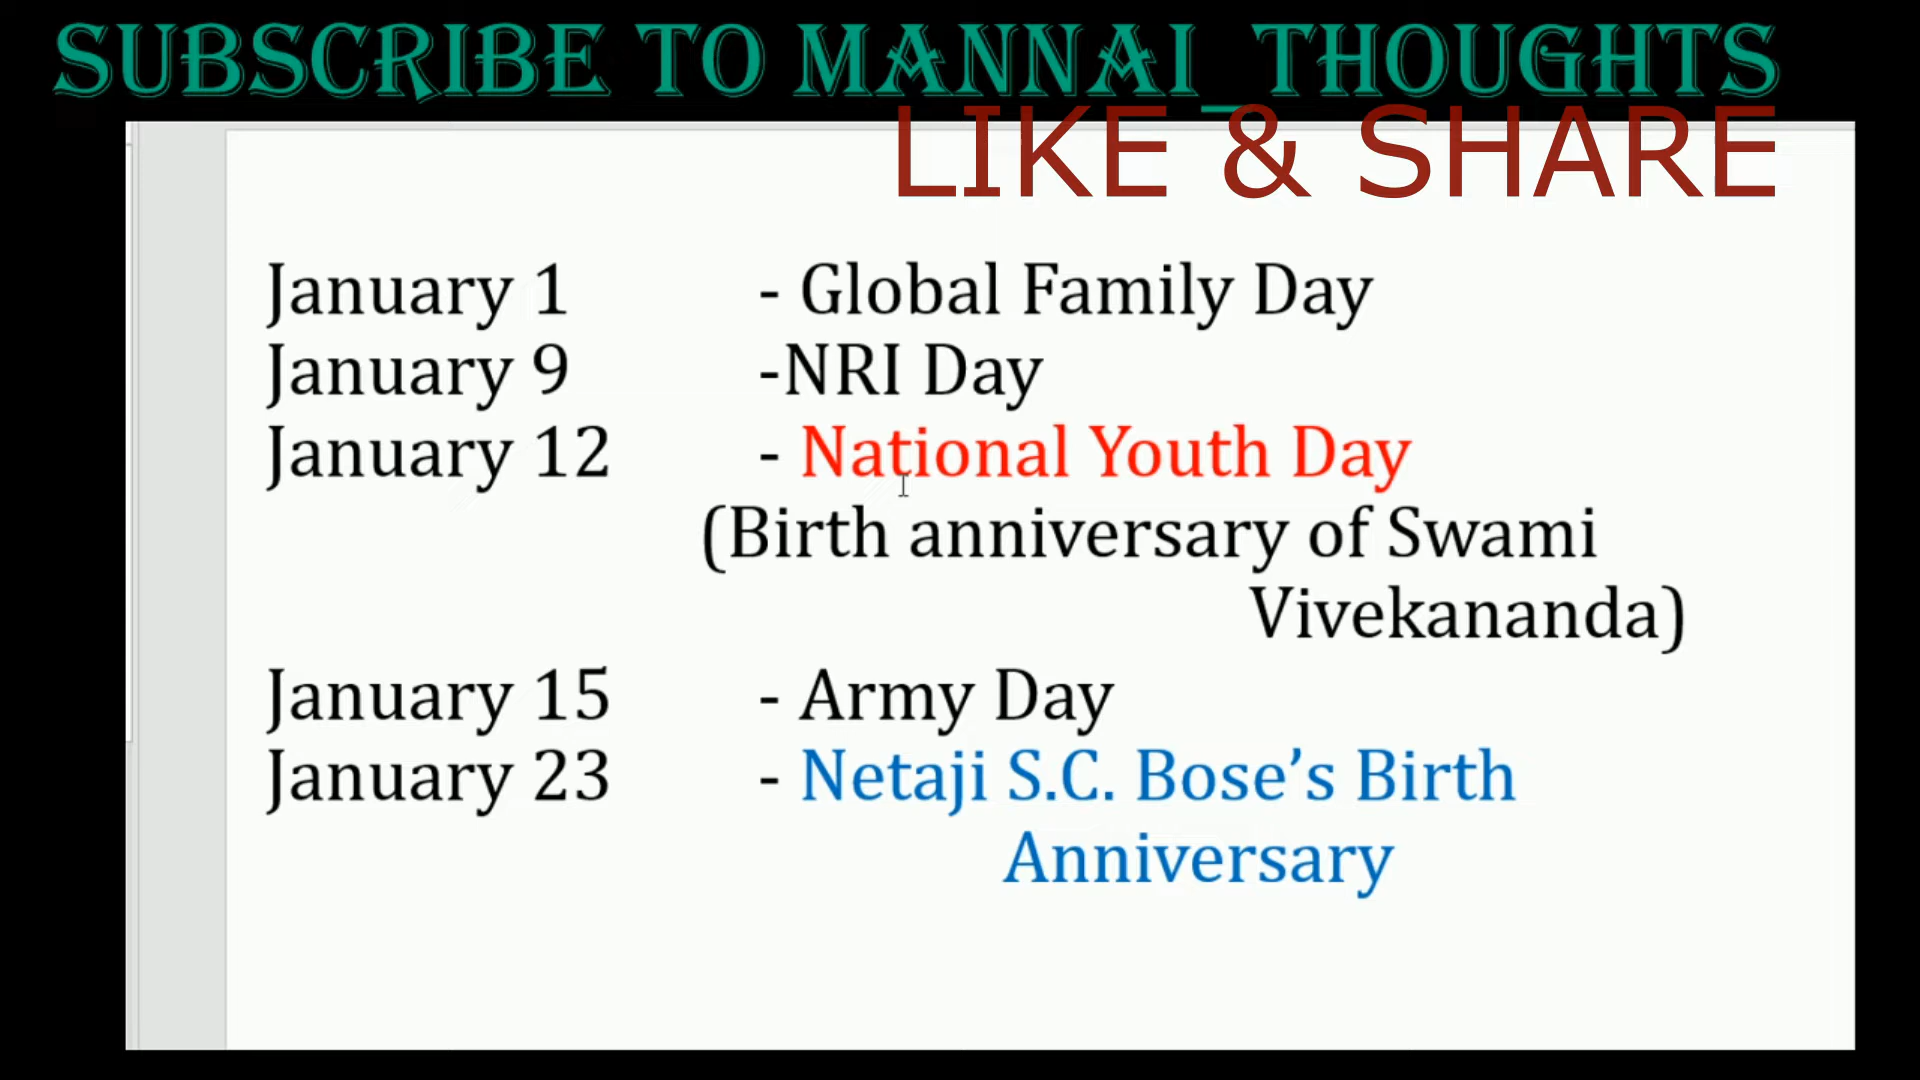 SUBSCRIBE TO MANNAI_THOUGHTS
LIKE & SHARE
January 1 - Global Family Day
January 9 -NRI Day
January 12 - National Youth Day
(Birth anniversary of Swami
Vivekananda)
January 15 - Army Day
January 23 - Netaji S.C. Bose’s Birth
Anniversary